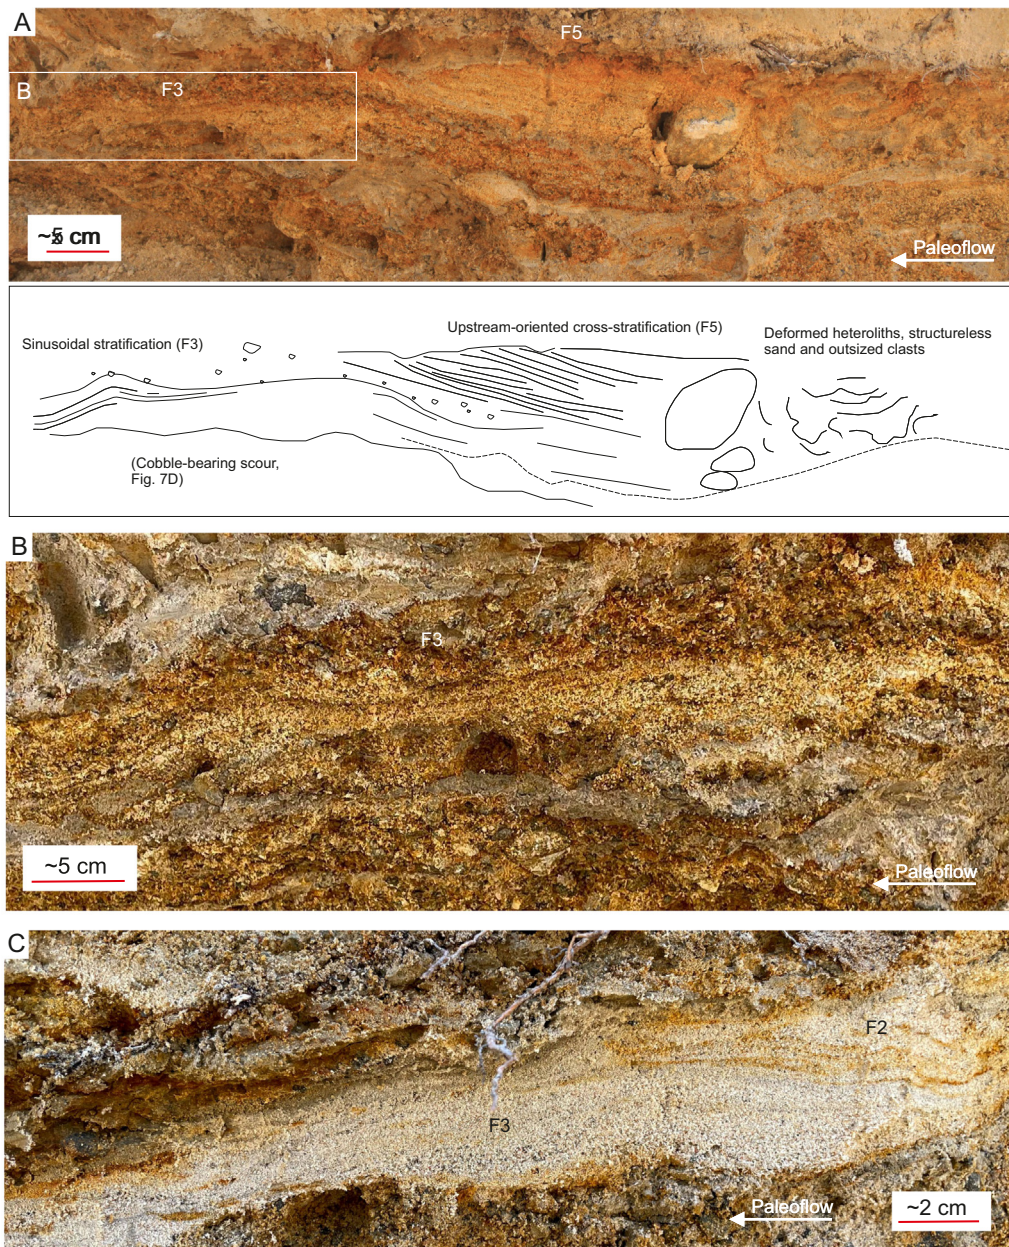 A
F5
B
F3
~5 cm
Paleoflow
Sinusoidal stratification (F3)
Upstream-oriented cross-stratification (F5)
Deformed heteroliths, structureless
sand and outsized clasts
(Cobble-bearing scour,
Fig. 7D)
B
F3
~5 cm
Paleoflow
C
F2
F3
Paleoflow
~2 cm